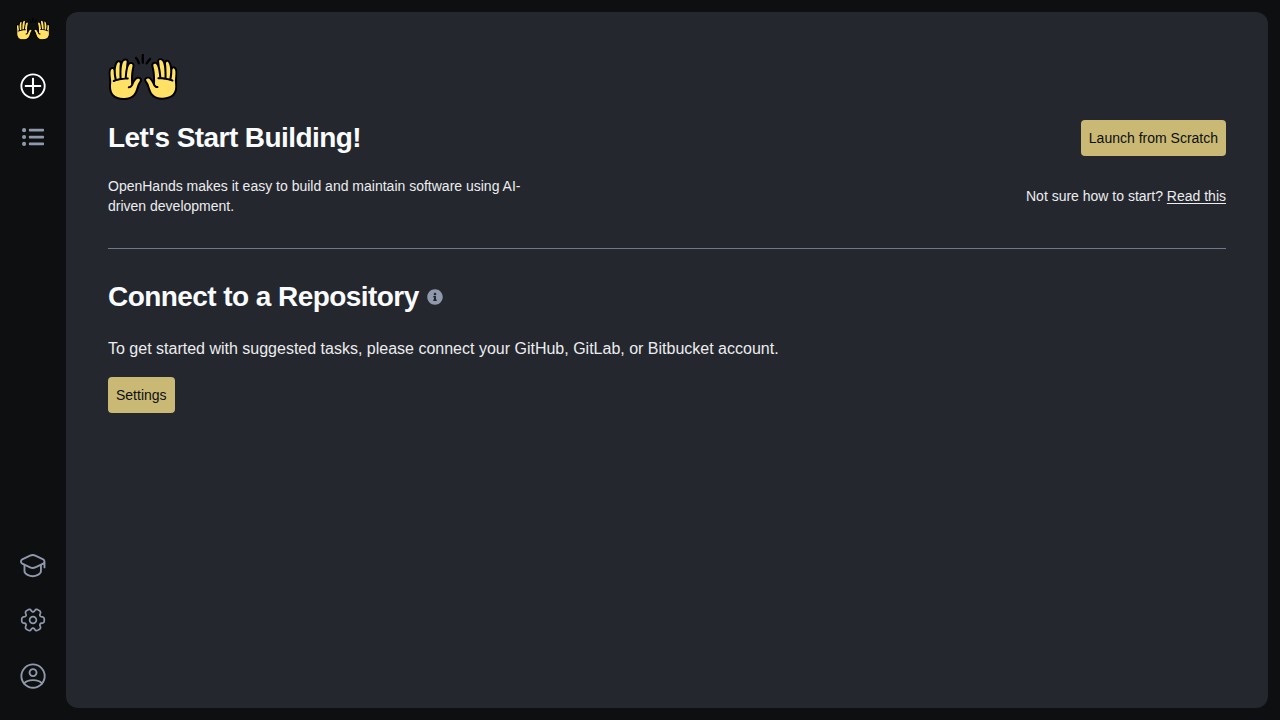 Let's Start Building!
Launch from Scratch
OpenHands makes it easy to build and maintain software using AI-
driven development.
Not sure how to start? Read this
Connect to a Repository
To get started with suggested tasks, please connect your GitHub, GitLab, or Bitbucket account.
Settings